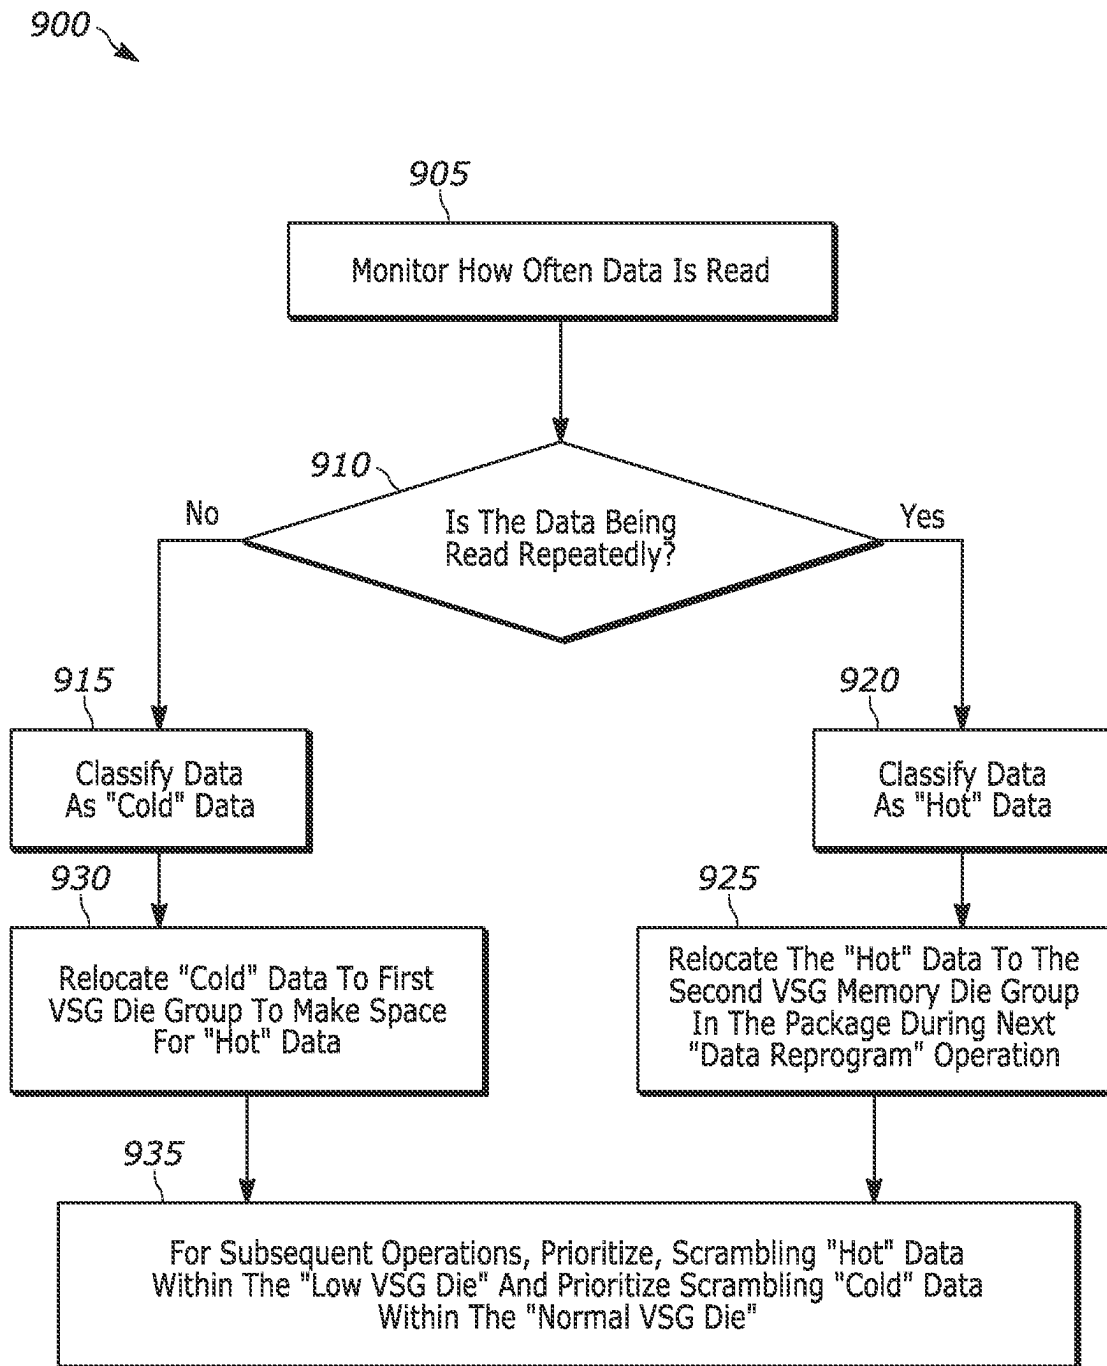 900
905
Monitor How Often Data Is Read
910
No
Is The Data Being
Read Repeatedly?
Yes
915
920
Classify Data
As "Cold" Data
Classify Data
As "Hot" Data
930
925
Relocate "Cold" Data To First
VSG Die Group To Make Space
For "Hot" Data
Relocate The "Hot" Data To The
Second VSG Memory Die Group
In The Package During Next
"Data Reprogram" Operation
935
For Subsequent Operations, Prioritize, Scrambling "Hot" Data
Within The "Low VSG Die" And Prioritize Scrambling "Cold" Data
Within The "Normal VSG Die"